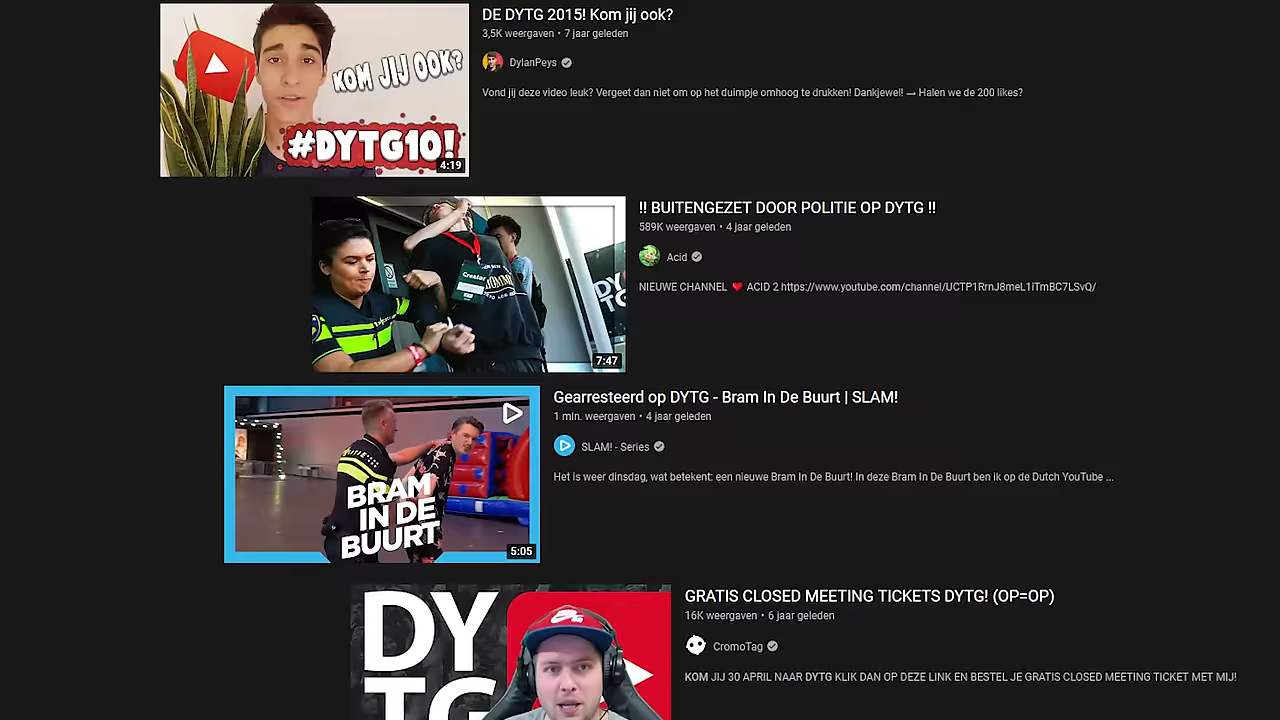 DE DYTG 2015! Kom jij ook?
3,5K weergaven • 7 jaar geleden
DylanPeys
Vond jij deze video leuk? Vergeet dan niet om op het duimpje omhoog te drukken! Dankjewel! — Halen we de 200 likes?
KOM JIJ OOK?
#DYTG10!
4:19
!! BUITENGEZET DOOR POLITIE OP DYTG !!
589K weergaven • 4 jaar geleden
Acid
NIEUWE CHANNEL ❤ ACID 2 https://www.youtube.com/channel/UCTP1RrnJ8meL1iTmBC7LSvQ/
Creator
DY
TG
7:47
Gearresteerd op DYTG - Bram In De Buurt | SLAM!
1 mln. weergaven • 4 jaar geleden
SLAM! - Series
Het is weer dinsdag, wat betekent: een nieuwe Bram In De Buurt! In deze Bram In De Buurt ben ik op de Dutch YouTube ...
BRAM
IN DE
BUURT
5:05
GRATIS CLOSED MEETING TICKETS DYTG! (OP=OP)
16K weergaven • 6 jaar geleden
CromoTag
KOM JIJ 30 APRIL NAAR DYTG KLIK DAN OP DEZE LINK EN BESTEL JE GRATIS CLOSED MEETING TICKET MET MIJ!
DY
TG